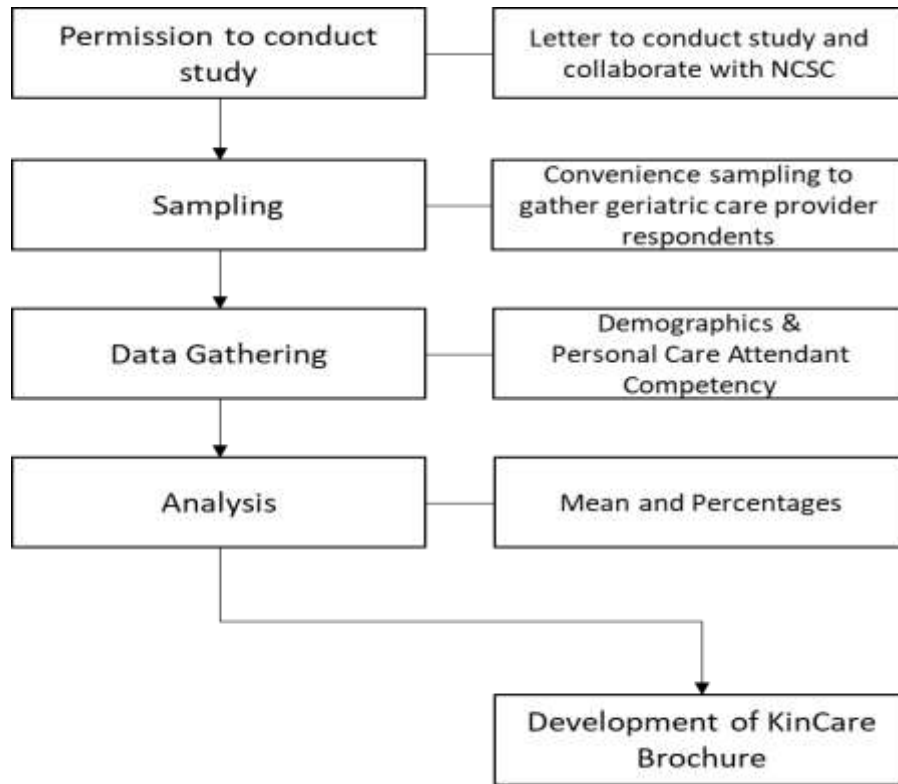 Permission to conduct
study
Letter to conduct study and
collaborate with NCSC
Sampling
Convenience sampling to
gather geriatric care provider
respondents
Data Gathering
Demographics &
Personal Care Attendant
Competency
Analysis
Mean and Percentages
Development of KinCare
Brochure